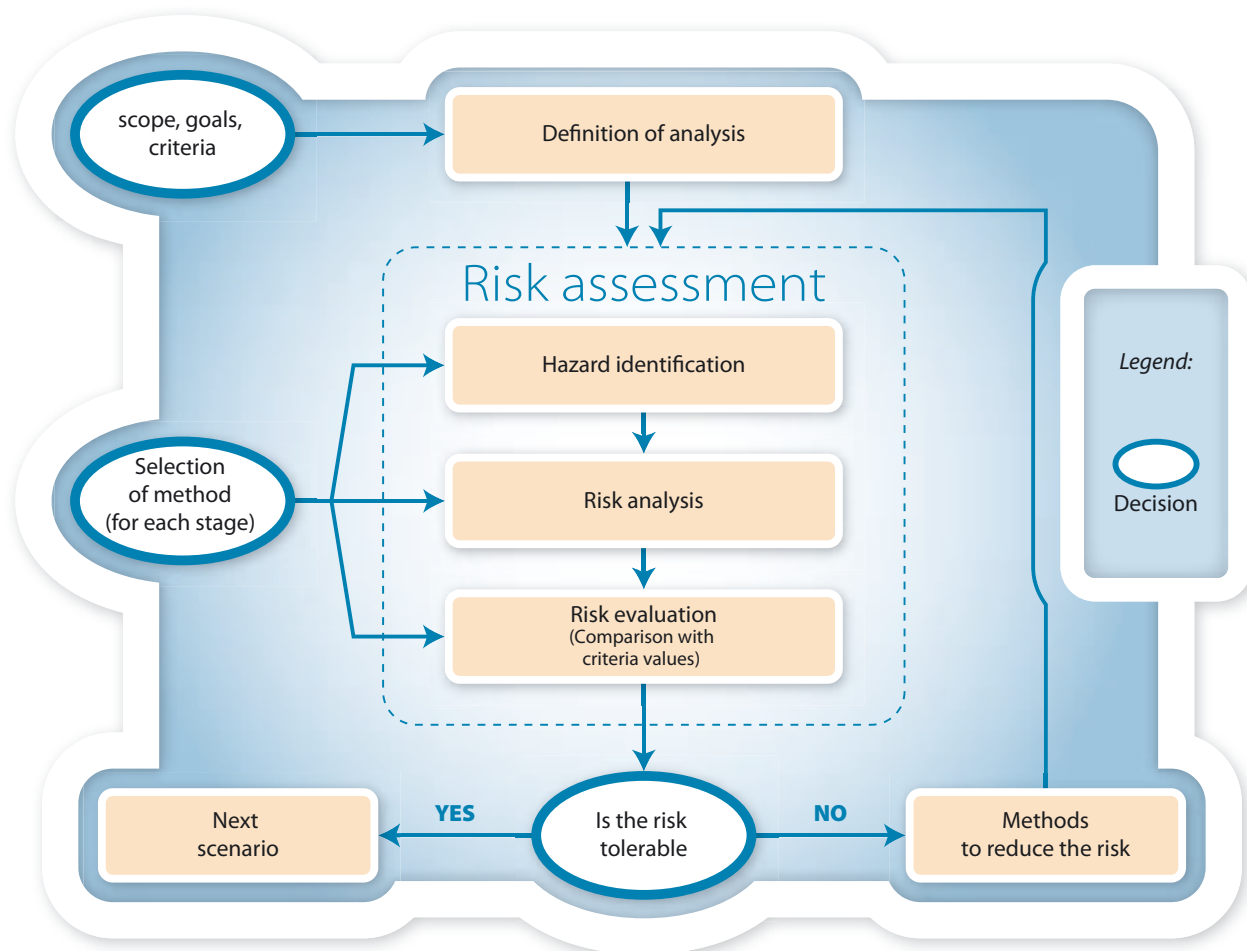 scope, goals,
criteria
Definition of analysis
Risk assessment
Hazard identification
Legend:
Selection
of method
(for each stage)
Risk analysis
Decision
Risk evaluation
(Comparison with
criteria values)
YES
NO
Next
scenario
Is the risk
tolerable
Methods
to reduce the risk